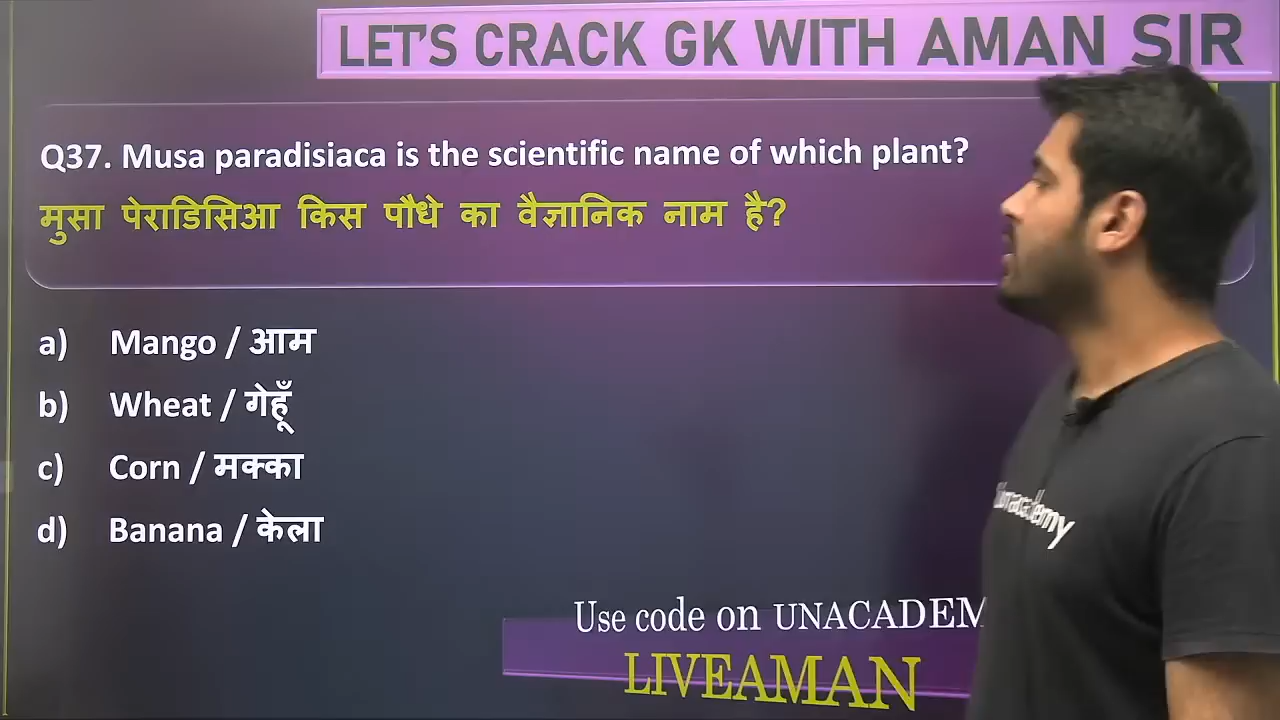 LET'S CRACK GK WITH AMAN SIR
Q37. Musa paradisiaca is the scientific name of which plant?
मुसा पेराडिसिआ किस पौधे का वैज्ञानिक नाम है?
a) Mango / आम
b) Wheat / गेहूँ
c) Corn / मक्का
d) Banana / केला
Use code on UNACADEM
LIVEAMAN